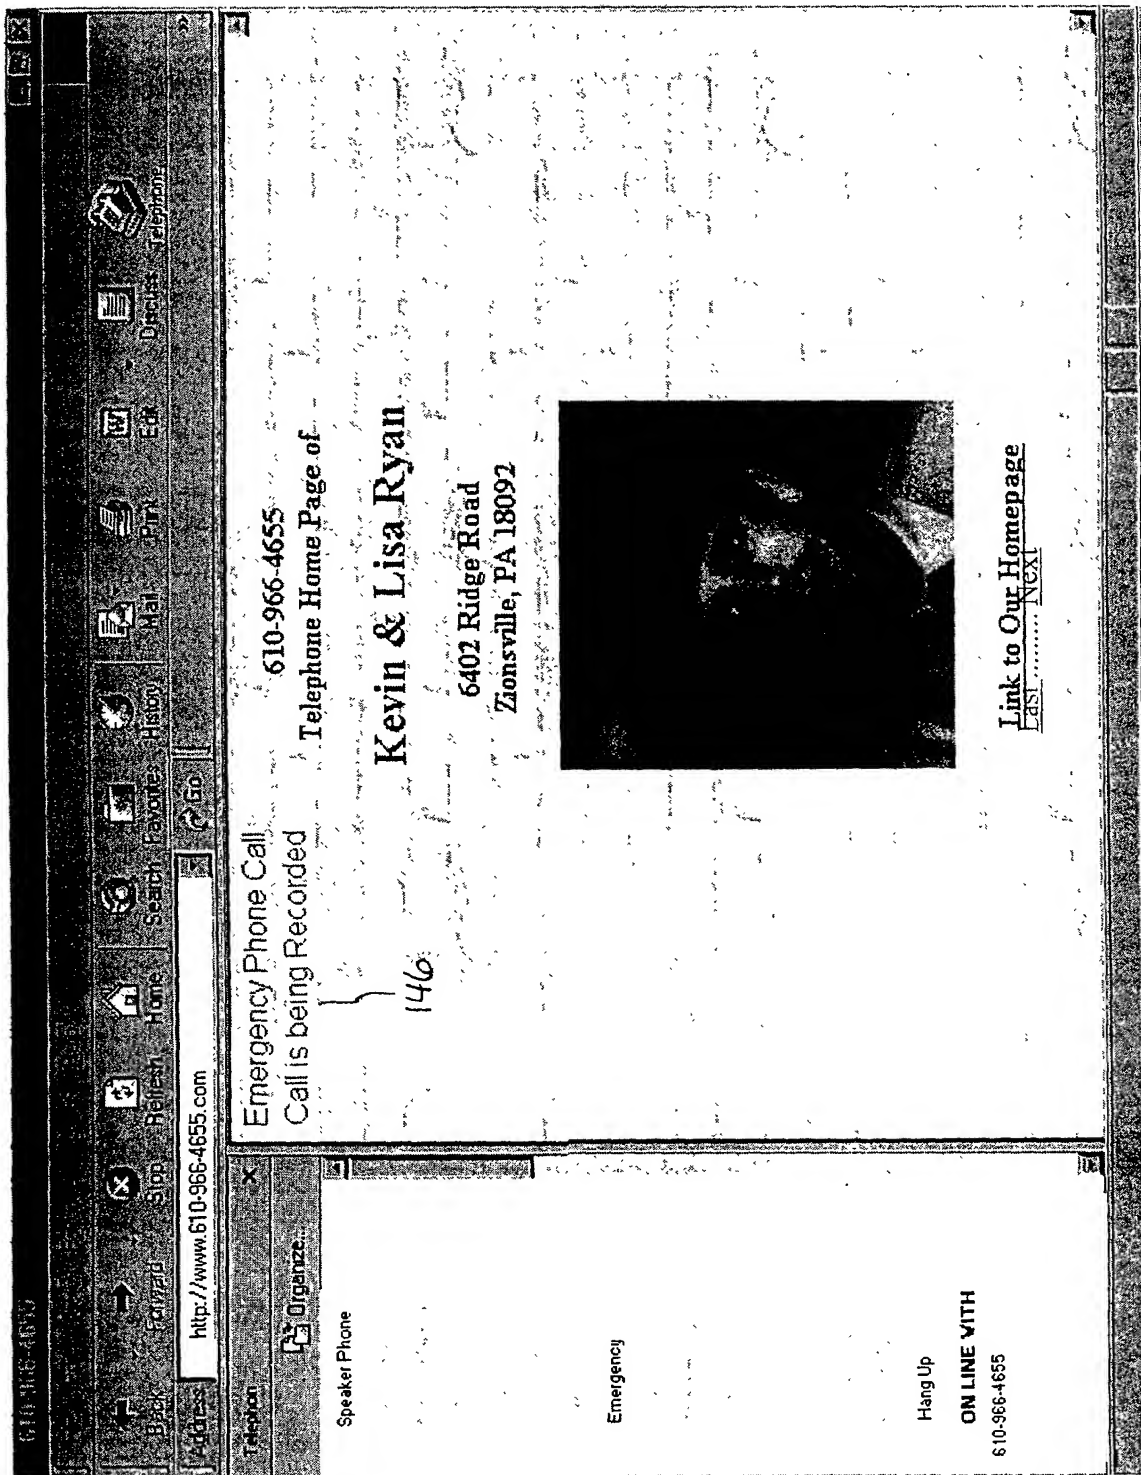 Back Forward Stop Refresh Home Search Favorites History Mail Print Edit Discuss Telephone
Address http://www.610-966-4655.com Go
Organize...
Speaker Phone
Emergency
Hang Up
ON LINE WITH
610-966-4655
Emergency Phone Call
Call is being Recorded
146
610-966-4655
Telephone Home Page of
Kevin & Lisa Ryan
6402 Ridge Road
Zionsville, PA 18092
Link to Our Homepage
Last ......... Next